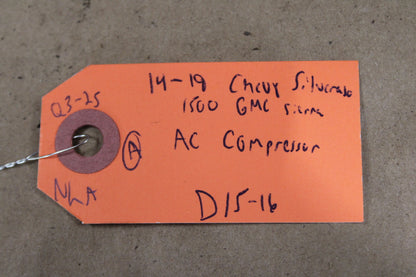 14-19 Chevy Silverado
1500 GMC Sierra
Q3-25
A
AC Compressor
NLA
D15-16